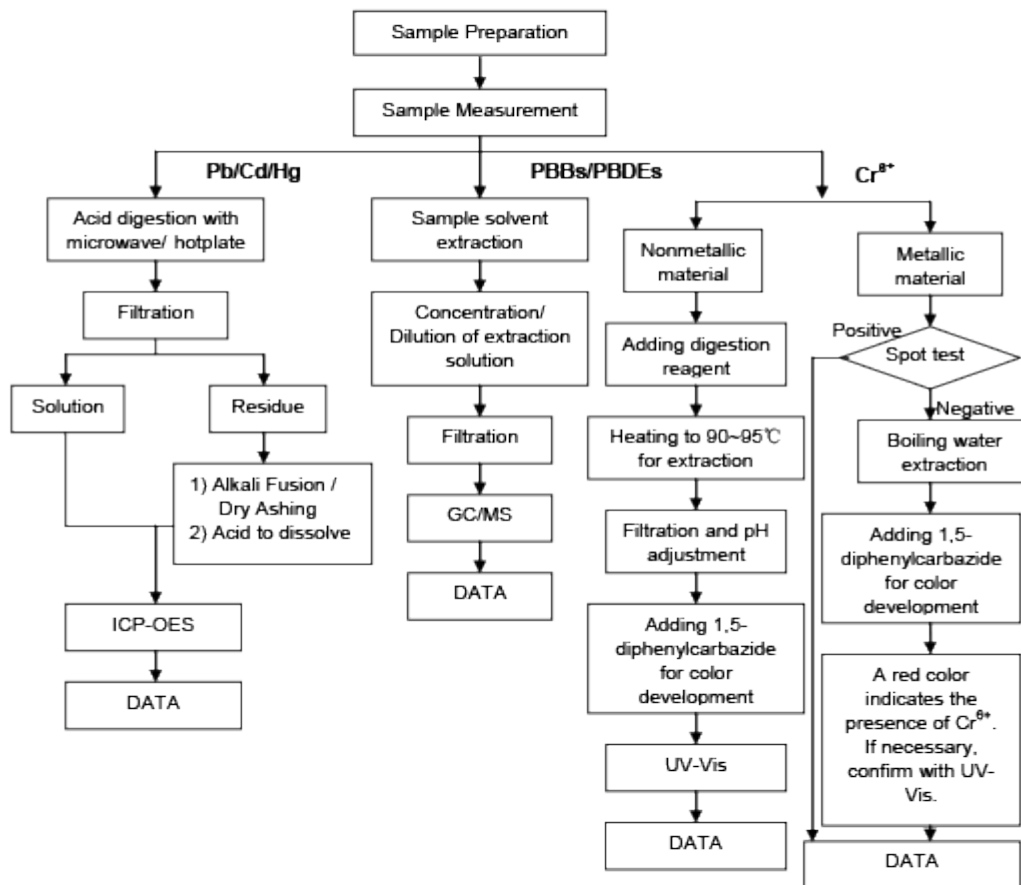 Sample Preparation
Sample Measurement
Pb/Cd/Hg
PBBs/PBDEs
Cr⁶⁺
Acid digestion with
microwave/ hotplate
Filtration
Solution
Residue
1) Alkali Fusion /
Dry Ashing
2) Acid to dissolve
ICP-OES
DATA
Sample solvent
extraction
Concentration/
Dilution of extraction
solution
Filtration
GC/MS
DATA
Nonmetallic
material
Adding digestion
reagent
Heating to 90~95℃
for extraction
Filtration and pH
adjustment
Adding 1,5-
diphenylcarbazide
for color
development
UV-Vis
DATA
Metallic
material
Positive
Spot test
Negative
Boiling water
extraction
Adding 1,5-
diphenylcarbazide
for color
development
A red color
indicates the
presence of Cr⁶⁺.
If necessary,
confirm with UV-
Vis.
DATA